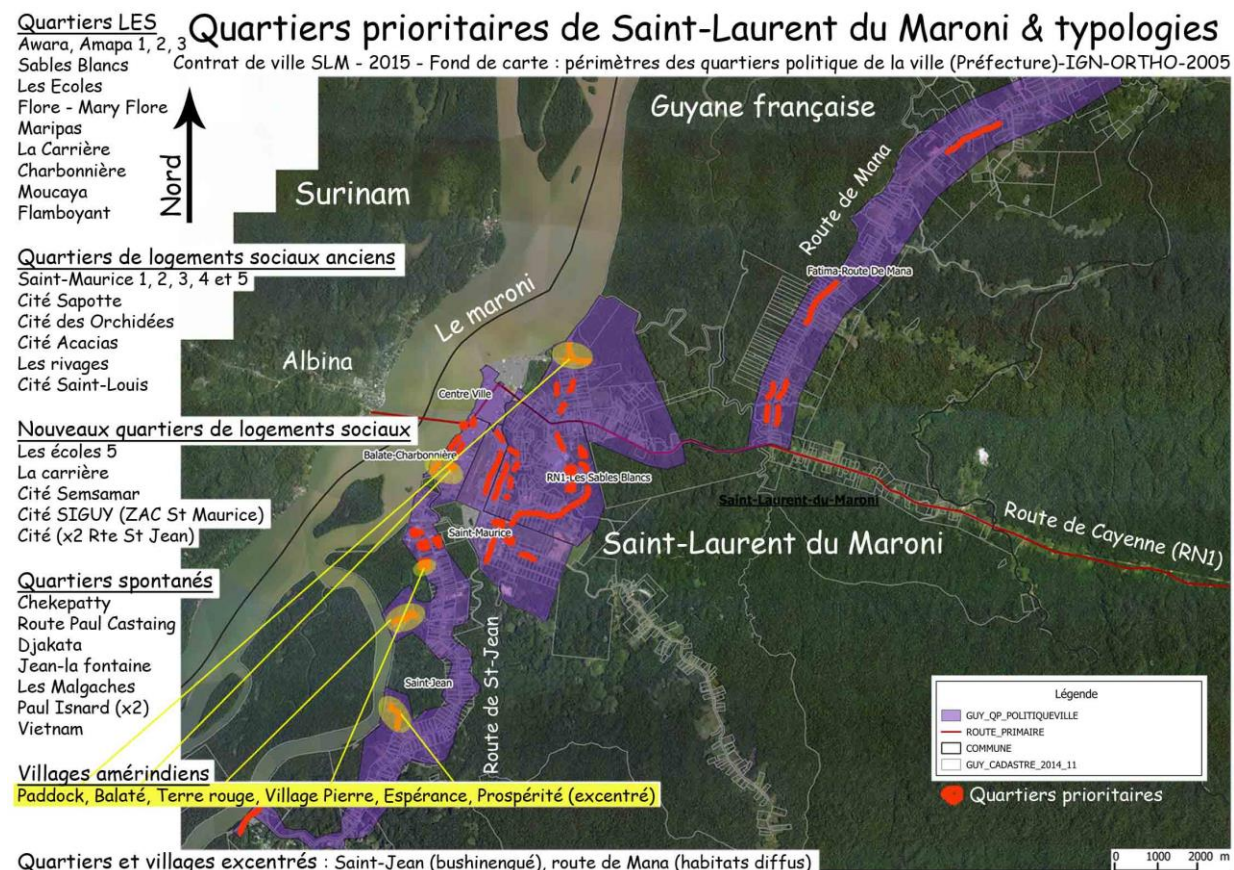 Quartiers prioritaires de Saint-Laurent du Maroni & typologies
Contrat de ville SLM - 2015 - Fond de carte : périmètres des quartiers politique de la ville (Préfecture)-IGN-ORTHO-2005
Quartiers LES
Awara, Amapa 1, 2, 3
Sables Blancs
Les Ecoles
Flore - Mary Flore
Maripas
La Carrière
Charbonnière
Moucaya
Flamboyant
Quartiers de logements sociaux anciens
Saint-Maurice 1, 2, 3, 4 et 5
Cité Sapotte
Cité des Orchidées
Cité Acacias
Les rivages
Cité Saint-Louis
Nouveaux quartiers de logements sociaux
Les écoles 5
La carrière
Cité Semsamar
Cité SIGUY (ZAC St Maurice)
Cité (x2 Rte St Jean)
Quartiers spontanés
Chekepatty
Route Paul Castaing
Djakata
Jean-la fontaine
Les Malgaches
Paul Isnard (x2)
Vietnam
Villages amérindiens
Paddock, Balaté, Terre rouge, Village Pierre, Espérance, Prospérité (excentré)
Quartiers et villages excentrés : Saint-Jean (bushinengué), route de Mana (habitats diffus)
Nord
Surinam
Guyane française
Le maroni
Albina
Route de Mana
Fatima-Route De Mana
Centre Ville
Balate-Charbonnière
RN1-Les Sables Blancs
Saint-Maurice
Saint-Laurent-du-Maroni
Saint-Laurent du Maroni
Route de Cayenne (RN1)
Saint-Jean
Route de St-Jean
Légende
GUY_QP_POLITIQUEVILLE
ROUTE_PRIMAIRE
COMMUNE
GUY_CADASTRE_2014_11
Quartiers prioritaires
0 1000 2000 m